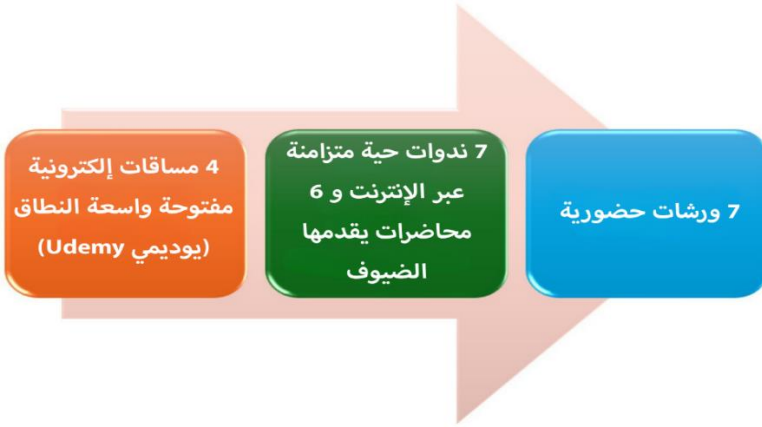 4 مساقات إلكترونية
مفتوحة واسعة النطاق
(يوديمي Udemy)
7 ندوات حية متزامنة
عبر الإنترنت و 6
محاضرات يقدمها
الضيوف
7 ورشات حضورية